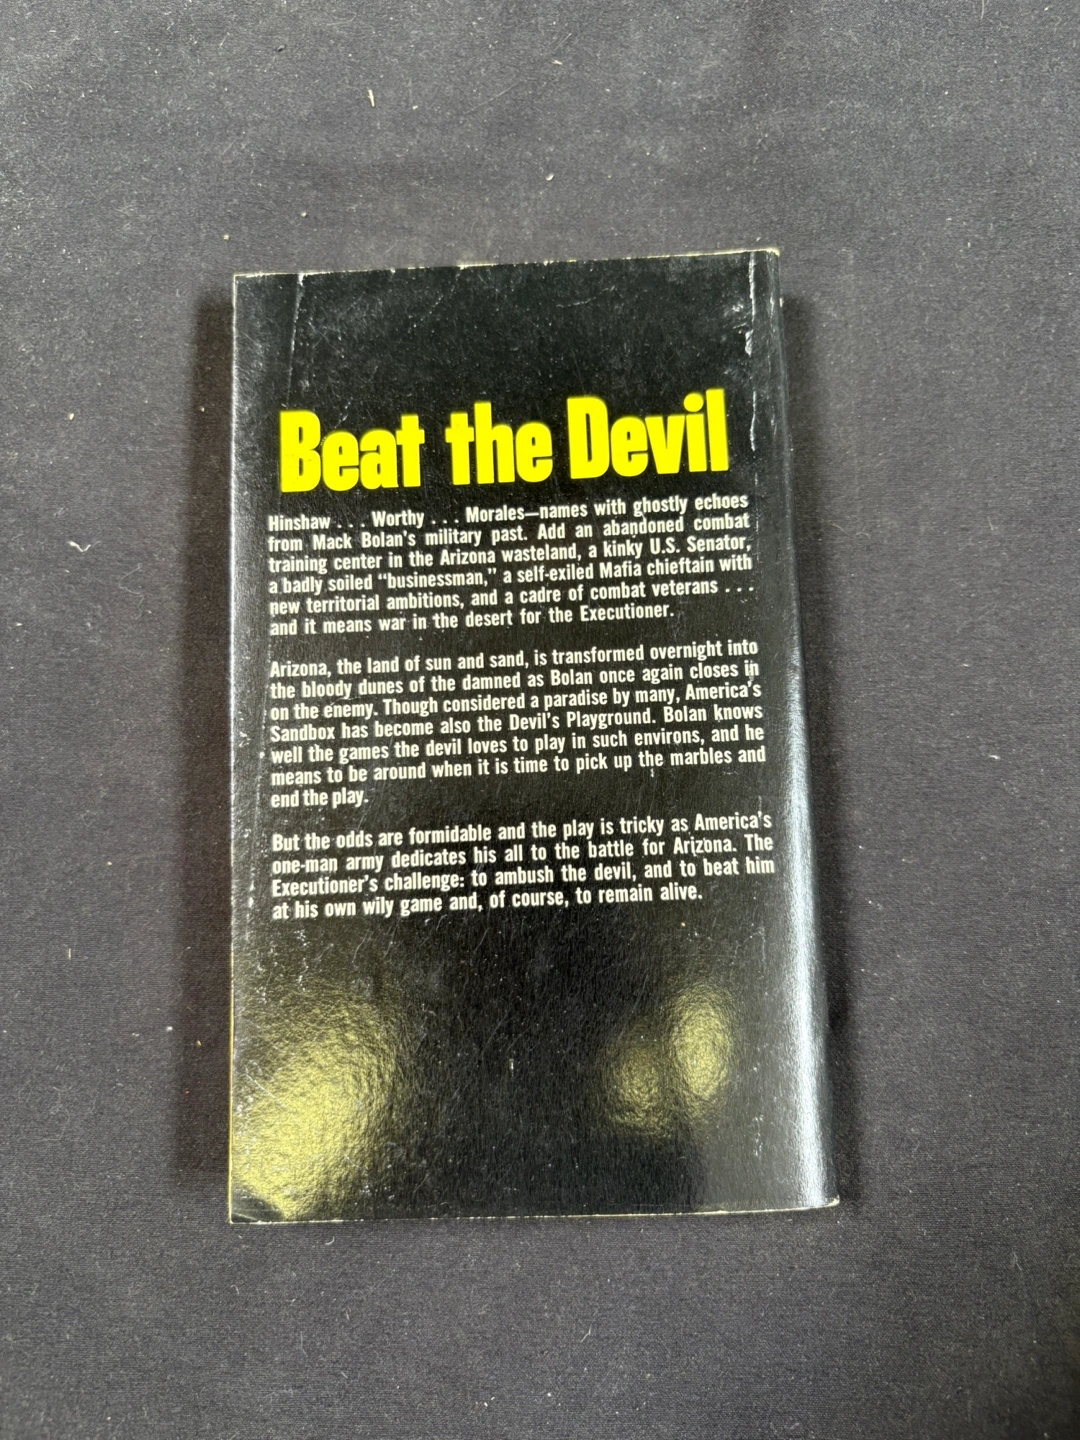 Beat the Devil
Hinshaw . . . Worthy . . . Morales—names with ghostly echoes
from Mack Bolan's military past. Add an abandoned combat
training center in the Arizona wasteland, a kinky U.S. Senator,
a badly soiled “businessman,” a self-exiled Mafia chieftain with
new territorial ambitions, and a cadre of combat veterans . . .
and it means war in the desert for the Executioner.
Arizona, the land of sun and sand, is transformed overnight into
the bloody dunes of the damned as Bolan once again closes in
on the enemy. Though considered a paradise by many, America's
Sandbox has become also the Devil's Playground. Bolan knows
well the games the devil loves to play in such environs, and he
means to be around when it is time to pick up the marbles and
end the play.
But the odds are formidable and the play is tricky as America's
one-man army dedicates his all to the battle for Arizona. The
Executioner's challenge: to ambush the devil, and to beat him
at his own wily game and, of course, to remain alive.